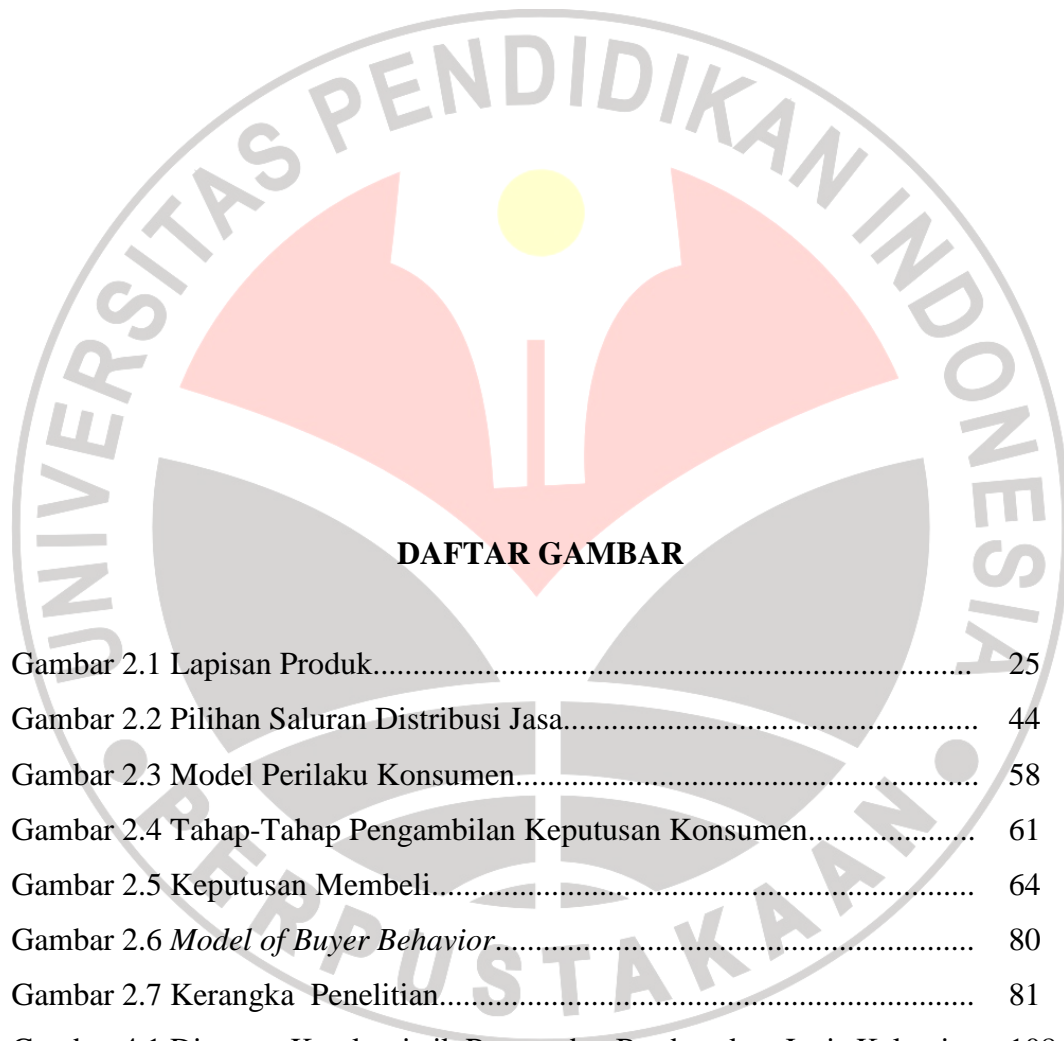 UNIVERSITAS PENDIDIKAN INDONESIA
PERPUSTAKAAN
DAFTAR GAMBAR
Gambar 2.1 Lapisan Produk........................................................................... 25
Gambar 2.2 Pilihan Saluran Distribusi Jasa.................................................... 44
Gambar 2.3 Model Perilaku Konsumen.......................................................... 58
Gambar 2.4 Tahap-Tahap Pengambilan Keputusan Konsumen..................... 61
Gambar 2.5 Keputusan Membeli.................................................................... 64
Gambar 2.6 Model of Buyer Behavior............................................................ 80
Gambar 2.7 Kerangka Penelitian................................................................... 81